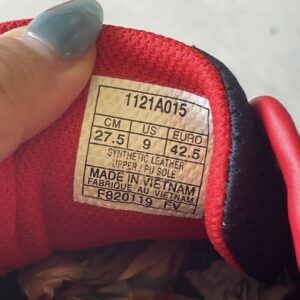 1121A015
CM US EURO
27.5 9 42.5
SYNTHETIC LEATHER
UPPER / PU SOLE
MADE IN VIETNAM
FABRIQUE AU VIETNAM
F820119 FV